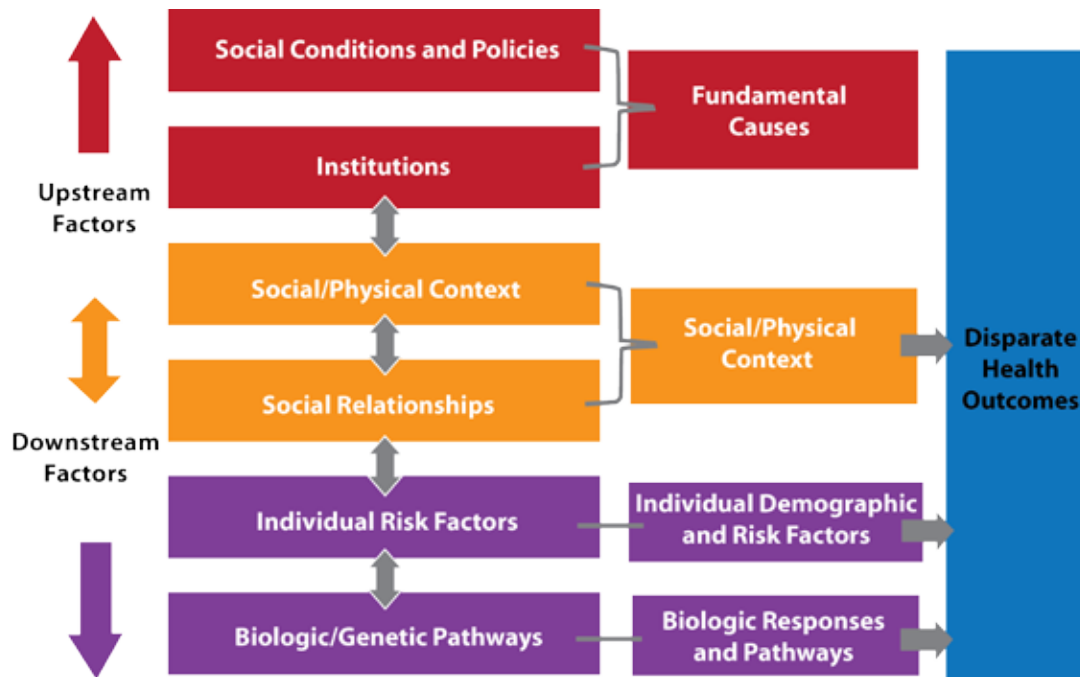 Social Conditions and Policies
Fundamental
Causes
Institutions
Upstream
Factors
Social/Physical Context
Social/Physical
Context
Disparate
Health
Outcomes
Social Relationships
Downstream
Factors
Individual Risk Factors
Individual Demographic
and Risk Factors
Biologic/Genetic Pathways
Biologic Responses
and Pathways